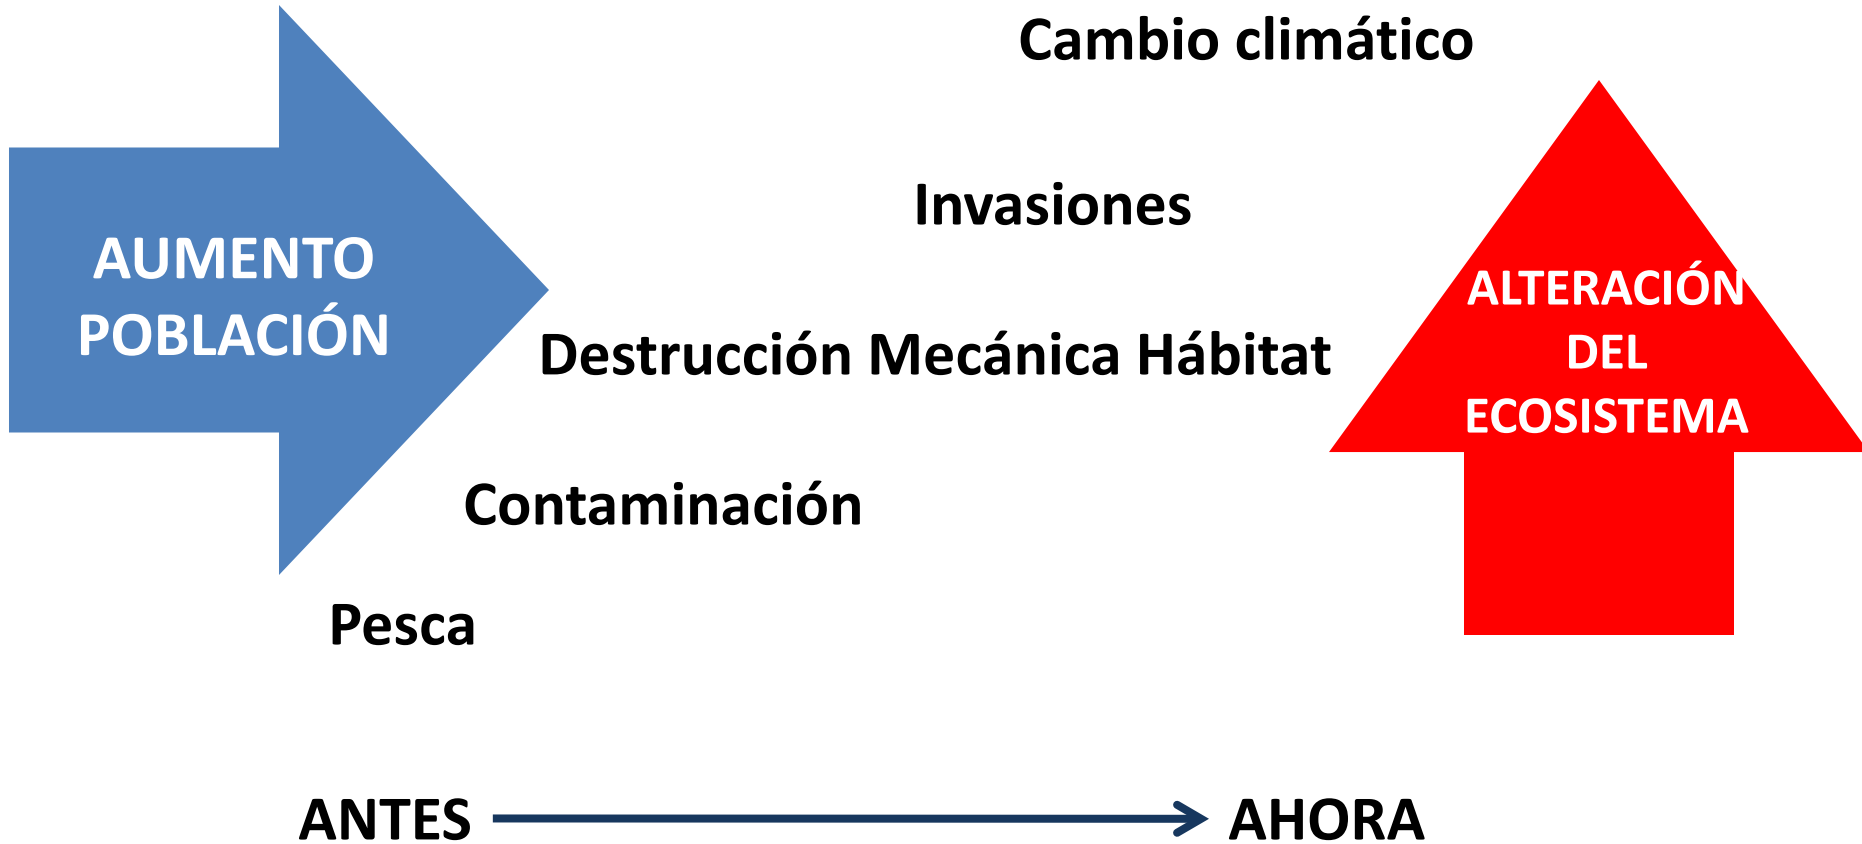 Cambio climático
Invasiones
AUMENTO
POBLACIÓN
ALTERACIÓN
DEL
ECOSISTEMA
Destrucción Mecánica Hábitat
Contaminación
Pesca
ANTES
AHORA